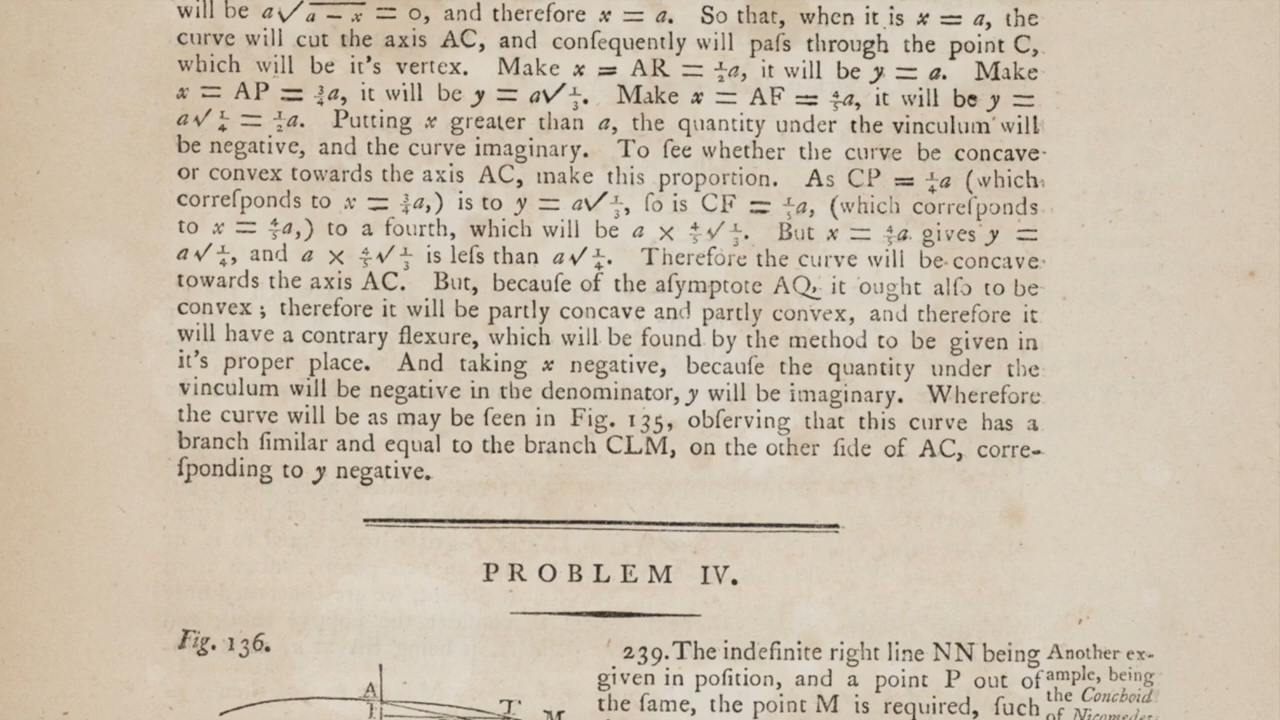 will be a√a − x = 0, and therefore x = a. So that, when it is x = a, the
curve will cut the axis AC, and conſequently will paſs through the point C,
which will be it's vertex. Make x = AR = ½a, it will be y = a. Make
x = AP = ¾a, it will be y = a√⅓. Make x = AF = ⅘a, it will be y =
a√¼ = ½a. Putting x greater than a, the quantity under the vinculum will
be negative, and the curve imaginary. To ſee whether the curve be concave
or convex towards the axis AC, make this proportion. As CP = ¼a (which
correſponds to x = ¾a,) is to y = a√⅓, ſo is CF = ⅕a, (which correſponds
to x = ⅘a,) to a fourth, which will be a × ⅘√⅓. But x = ⅘a gives y =
a√¼, and a × ⅘√⅓ is leſs than a√¼. Therefore the curve will be concave
towards the axis AC. But, becauſe of the aſymptote AQ, it ought alſo to be
convex; therefore it will be partly concave and partly convex, and therefore it
will have a contrary flexure, which will be found by the method to be given in
it's proper place. And taking x negative, becauſe the quantity under the
vinculum will be negative in the denominator, y will be imaginary. Wherefore
the curve will be as may be ſeen in Fig. 135, obſerving that this curve has a
branch ſimilar and equal to the branch CLM, on the other ſide of AC, corre-
ſponding to y negative.
PROBLEM IV.
Fig. 136.
A
T
M
239. The indefinite right line NN being
given in poſition, and a point P out of
the ſame, the point M is required, ſuch
Another ex-
ample, being
the Conchoid
of Nicomedes